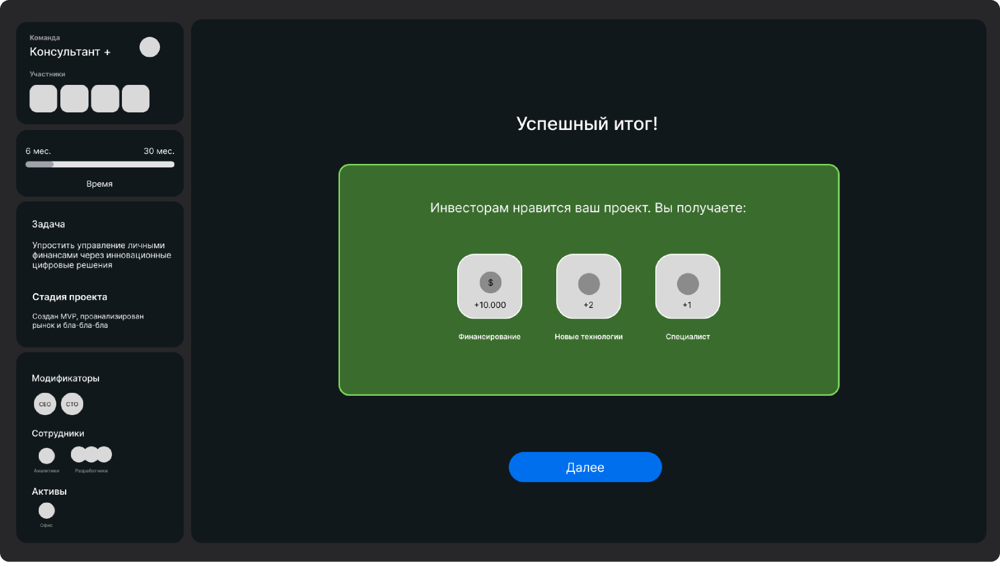 Команда
Консультант +
Участники
6 мес.
30 мес.
Время
Задача
Упростить управление личными
финансами через инновационные
цифровые решения
Стадия проекта
Создан MVP, проанализирован
рынок и бла-бла-бла
Модификаторы
CEO
CTO
Сотрудники
Аналитики
Разработчики
Активы
Офис
Успешный итог!
Инвесторам нравится ваш проект. Вы получаете:
$
+10.000
+2
+1
Финансирование
Новые технологии
Специалист
Далее